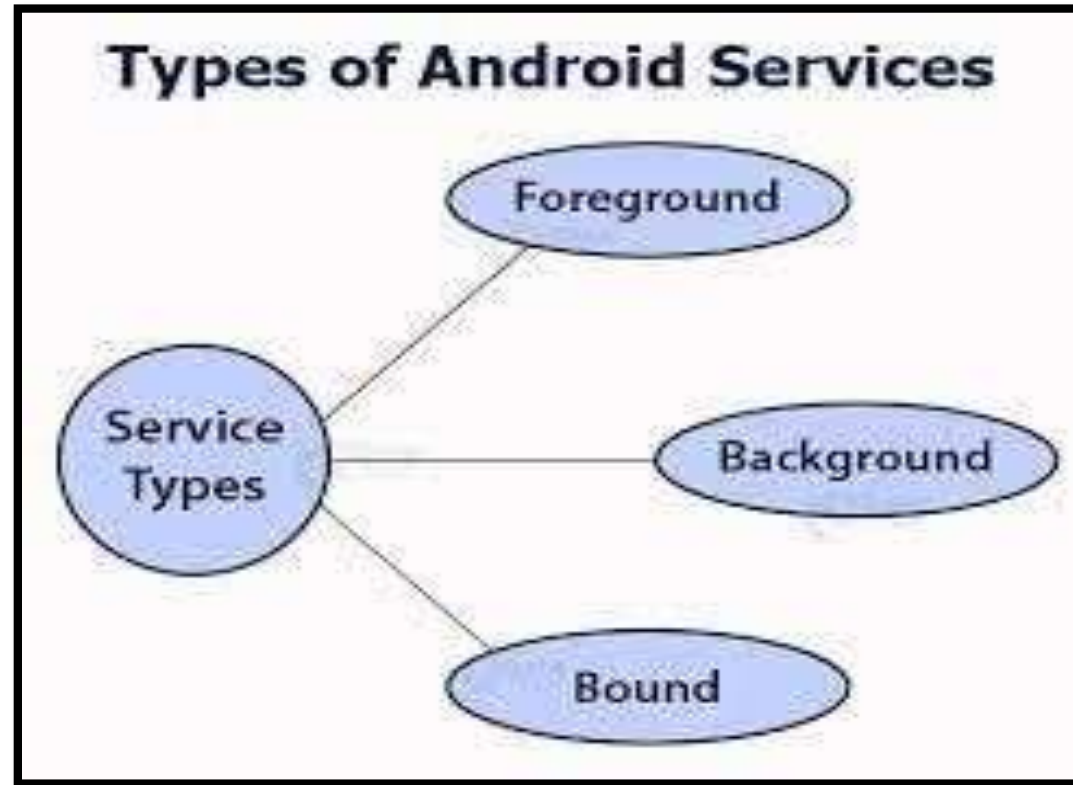 Types of Android Services
Foreground
Service
Types
Background
Bound